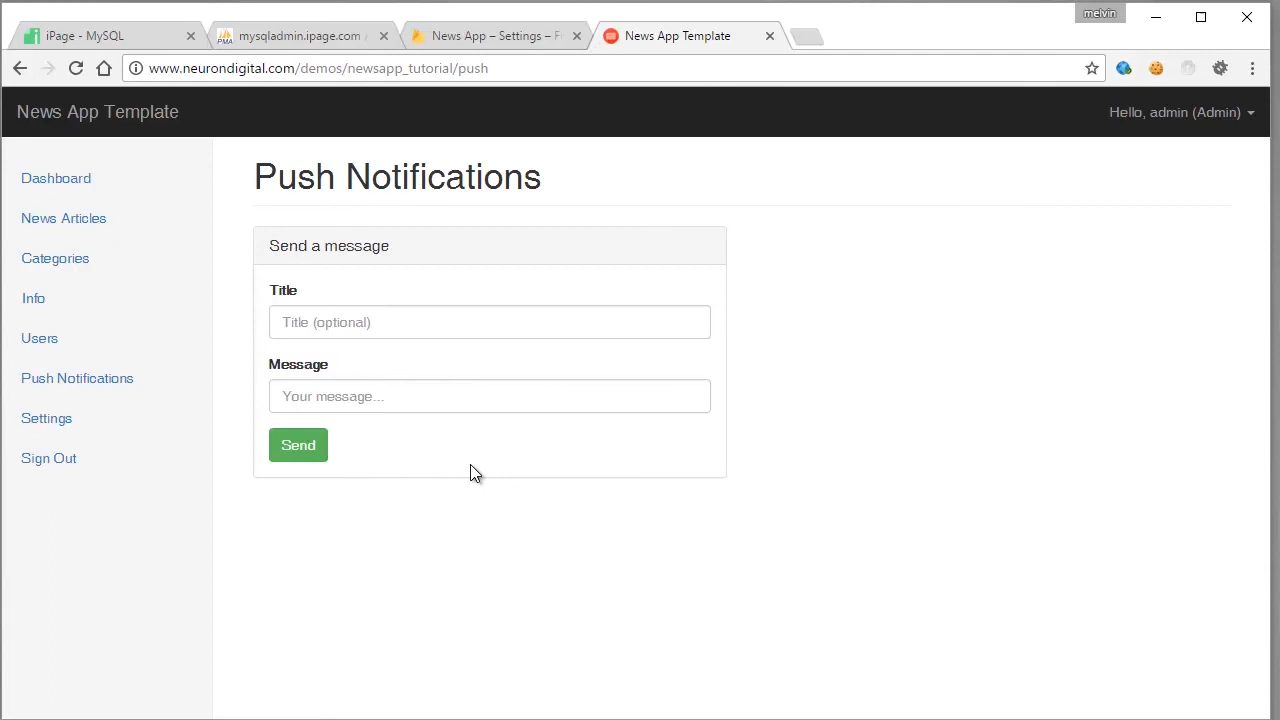 melvin
iPage - MySQL
mysqladmin.ipage.com
News App – Settings –
News App Template
www.neurondigital.com/demos/newsapp_tutorial/push
News App Template
Hello, admin (Admin)
Dashboard
News Articles
Categories
Info
Users
Push Notifications
Settings
Sign Out
Push Notifications
Send a message
Title
Title (optional)
Message
Your message...
Send